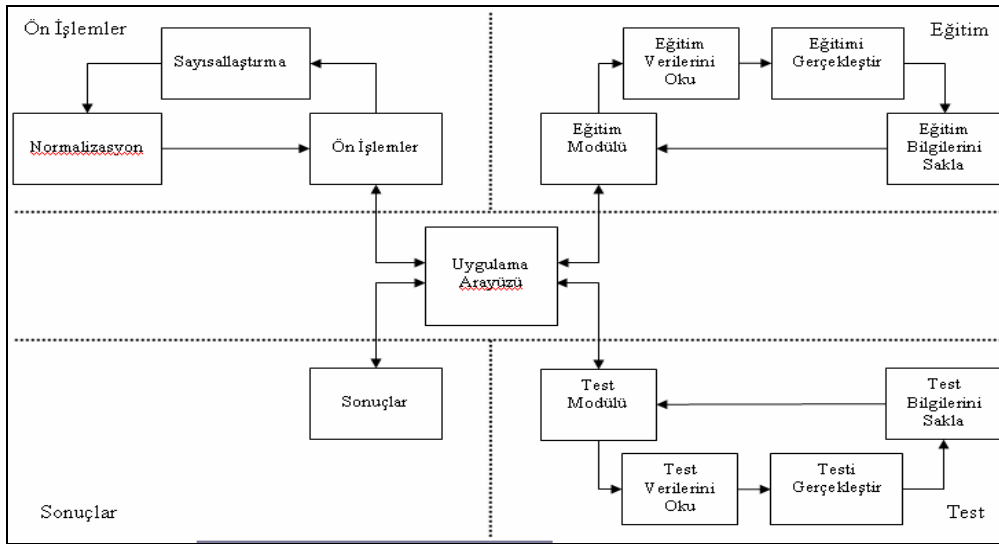 Ön İşlemler
Sayısallaştırma
Normalizasyon
Ön İşlemler
Eğitim
Eğitim
Verilerini
Oku
Eğitimi
Gerçekleştir
Eğitim
Modülü
Eğitim
Bilgilerini
Sakla
Uygulama
Arayüzü
Sonuçlar
Sonuçlar
Test
Modülü
Test
Bilgilerini
Sakla
Test
Verilerini
Oku
Testi
Gerçekleştir
Test